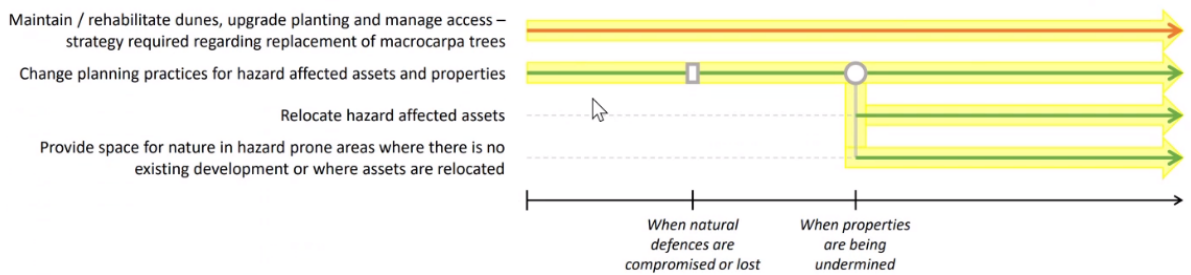 Maintain / rehabilitate dunes, upgrade planting and manage access –
strategy required regarding replacement of macrocarpa trees
Change planning practices for hazard affected assets and properties
Relocate hazard affected assets
Provide space for nature in hazard prone areas where there is no
existing development or where assets are relocated
When natural
defences are
compromised or lost
When properties
are being
undermined